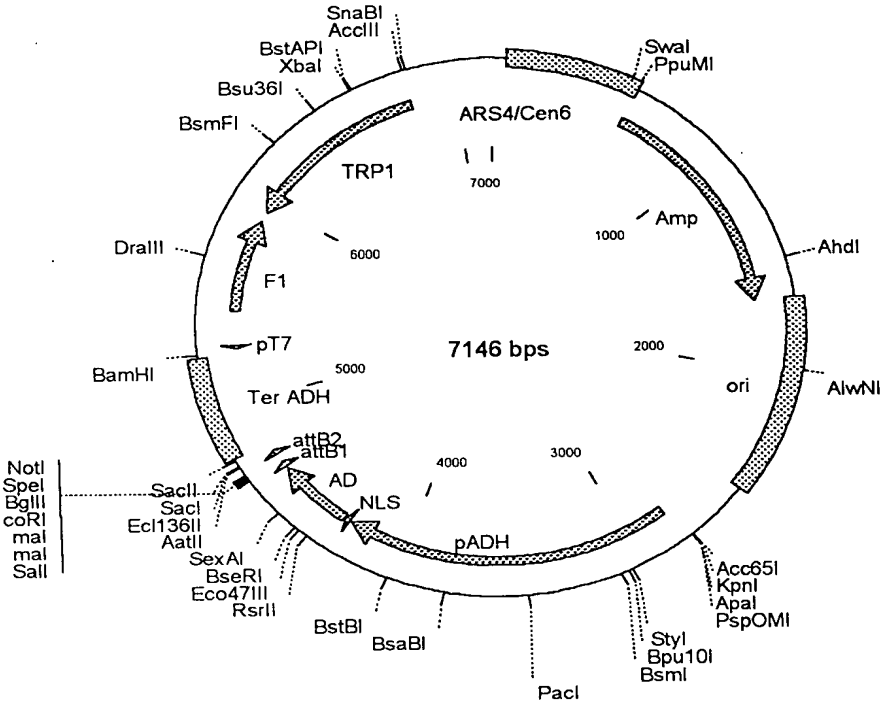 SnaBI
AccIII
BstAPI
XbaI
Bsu36I
BsmFI
SwaI
PpuMI
ARS4/Cen6
TRP1
7000
Amp
1000
6000
DraIII
AhdI
F1
pT7
7146 bps
2000
BamHI
5000
Ter ADH
ori
AlwNI
attB2
attB1
3000
4000
AD
NLS
NotI
SpeI
BglII
coRI
maI
maI
SalI
SacII
SacI
Ecl136II
AatII
pADH
SexAI
BseRI
Eco47III
RsrII
Acc65I
KpnI
ApaI
PspOMI
BstBI
BsaBI
StyI
Bpu10I
BsmI
PacI